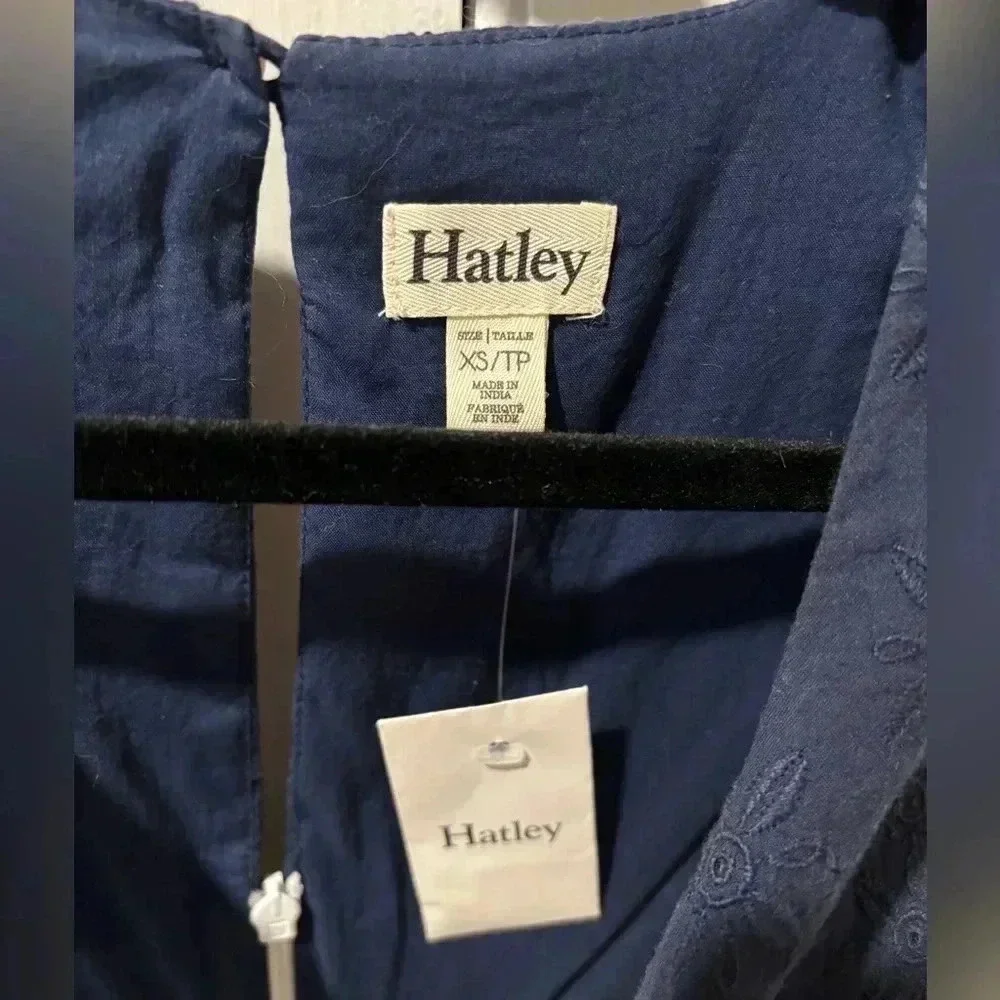 Hatley
SIZE | TAILLE
XS/TP
MADE IN
INDIA
FABRIQUÉ
EN INDE
Hatley